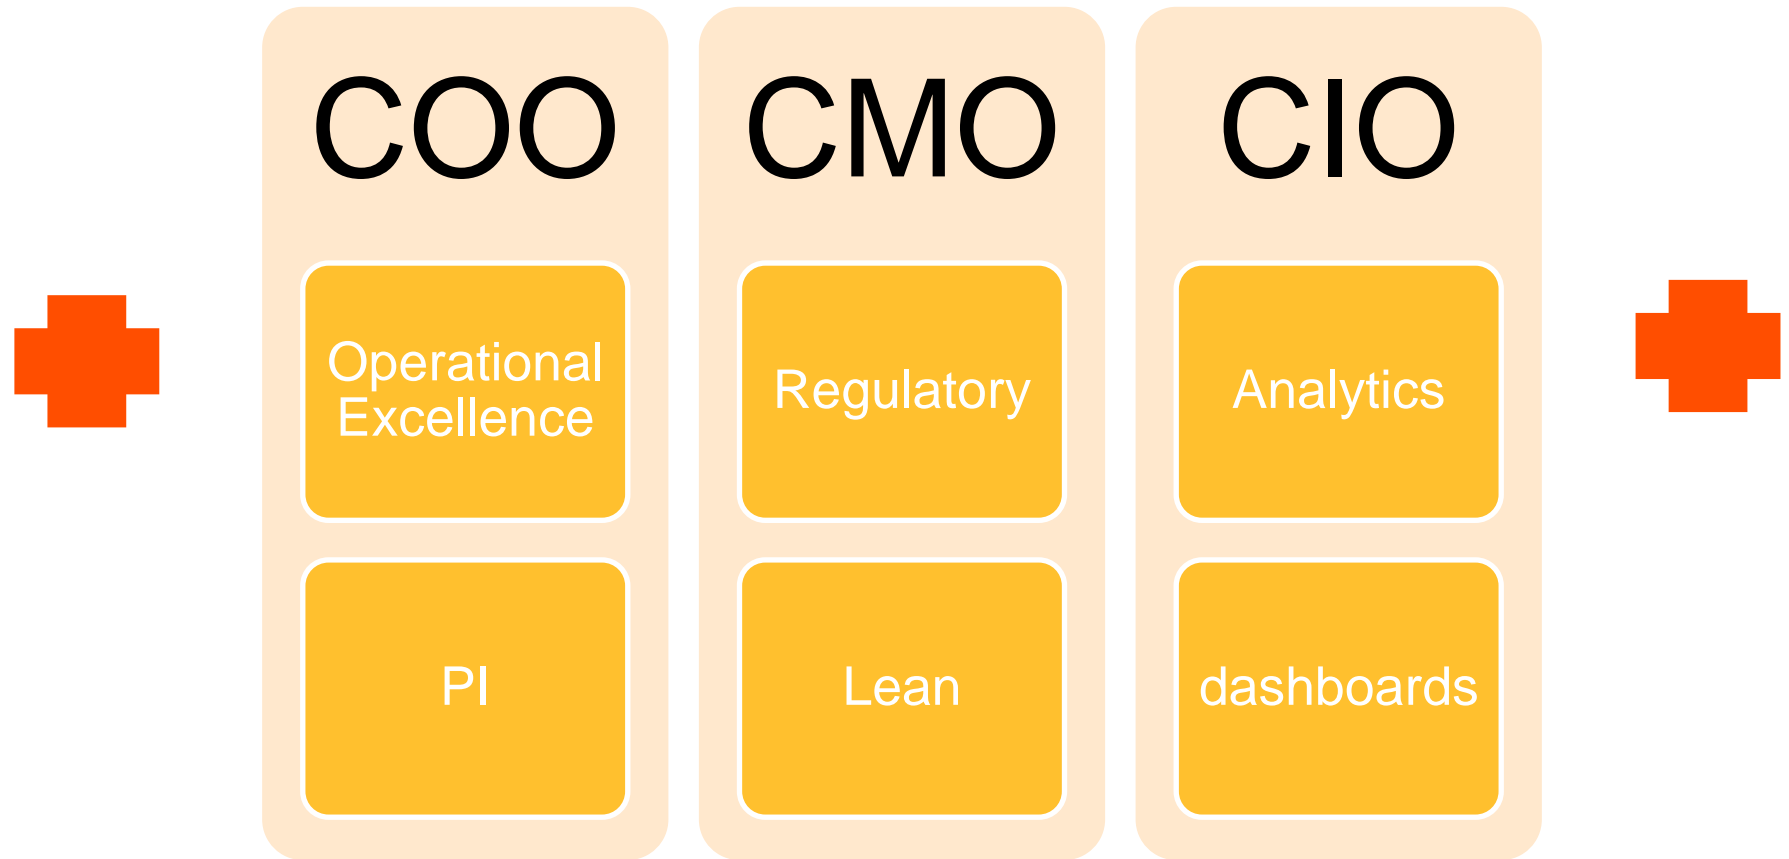 COO
Operational
Excellence
PI
CMO
Regulatory
Lean
CIO
Analytics
dashboards